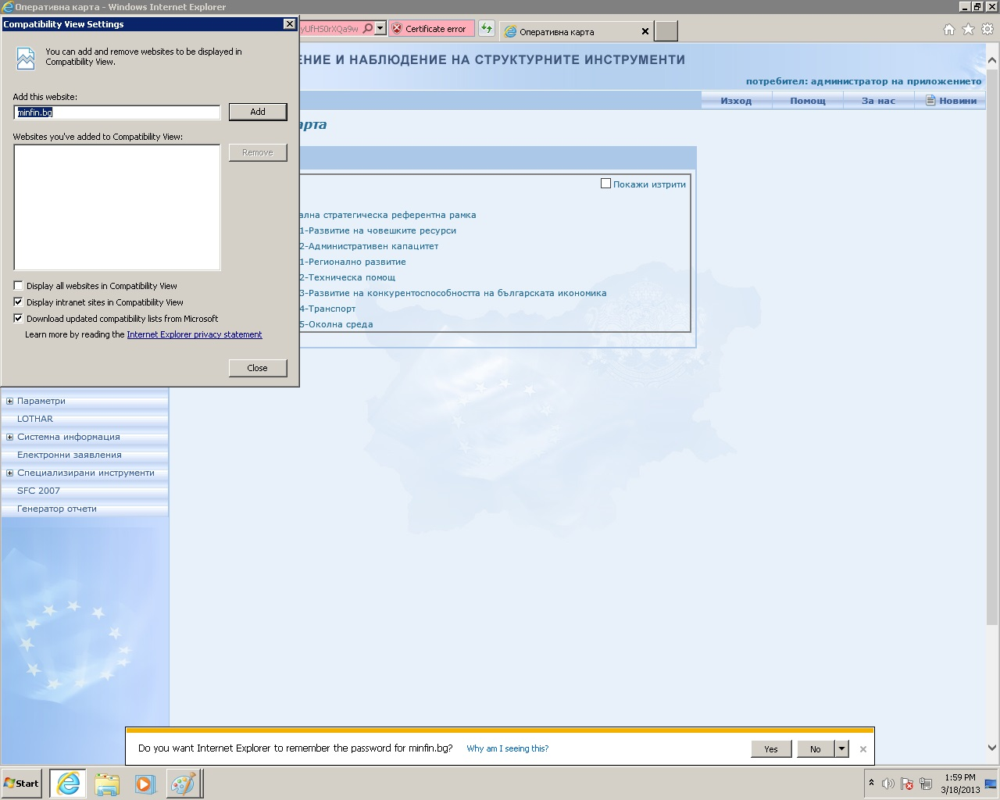 Оперативна карта - Windows Internet Explorer
Compatibility View Settings
You can add and remove websites to be displayed in
Compatibility View.
Add this website:
minfin.bg
Add
Websites you've added to Compatibility View:
Remove
Display all websites in Compatibility View
Display intranet sites in Compatibility View
Download updated compatibility lists from Microsoft
Learn more by reading the Internet Explorer privacy statement
Close
yUfH50rXQa9w
Certificate error
Оперативна карта
ЕНИЕ И НАБЛЮДЕНИЕ НА СТРУКТУРНИТЕ ИНСТРУМЕНТИ
потребител: администратор на приложението
Изход
Помощ
За нас
Новини
арта
Покажи изтрити
ална стратегическа референтна рамка
1-Развитие на човешките ресурси
2-Административен капацитет
1-Регионално развитие
2-Техническа помощ
3-Развитие на конкурентоспособността на българската икономика
4-Транспорт
5-Околна среда
Параметри
LOTHAR
Системна информация
Електронни заявления
Специализирани инструменти
SFC 2007
Генератор отчети
Do you want Internet Explorer to remember the password for minfin.bg?
Why am I seeing this?
Yes
No
Start
1:59 PM
3/18/2013